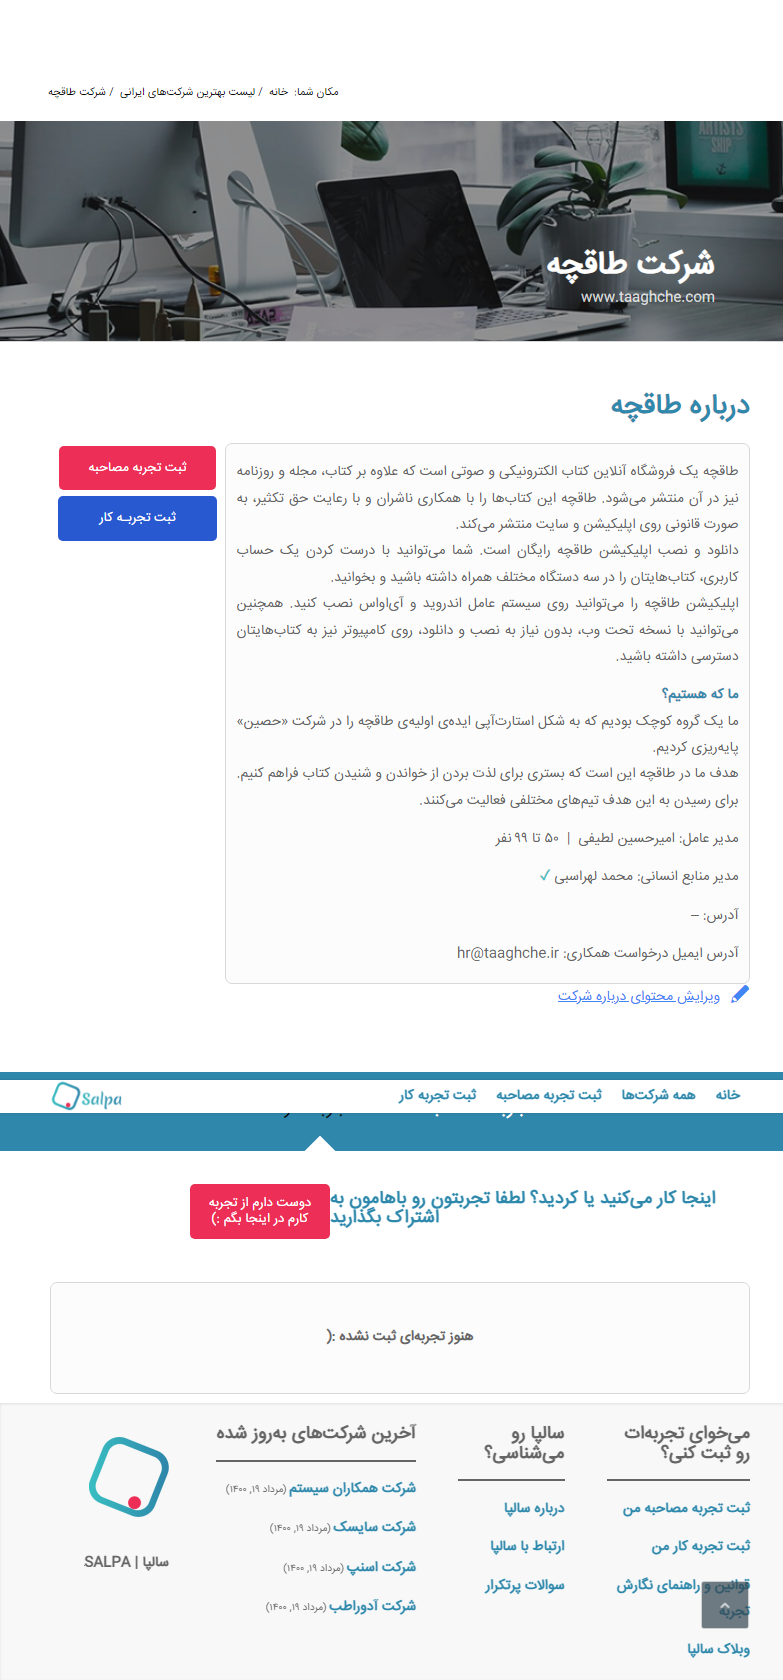 مکان شما: خانه / لیست بهترین شرکت‌های ایرانی / شرکت طاقچه
ARTISTS
SHIP
شرکت طاقچه
www.taaghche.com
درباره طاقچه
ثبت تجربه مصاحبه
ثبت تجربـه کار
طاقچه یک فروشگاه آنلاین کتاب الکترونیکی و صوتی است که علاوه بر کتاب، مجله و روزنامه
نیز در آن منتشر می‌شود. طاقچه این کتاب‌ها را با همکاری ناشران و با رعایت حق تکثیر، به
صورت قانونی روی اپلیکیشن و سایت منتشر می‌کند.
دانلود و نصب اپلیکیشن طاقچه رایگان است. شما می‌توانید با درست کردن یک حساب
کاربری، کتاب‌هایتان را در سه دستگاه مختلف همراه داشته باشید و بخوانید.
اپلیکیشن طاقچه را می‌توانید روی سیستم عامل اندروید و آی‌اواس نصب کنید. همچنین
می‌توانید با نسخه تحت وب، بدون نیاز به نصب و دانلود، روی کامپیوتر نیز به کتاب‌هایتان
دسترسی داشته باشید.
ما که هستیم؟
ما یک گروه کوچک بودیم که به شکل استارت‌آپی ایده‌ی اولیه‌ی طاقچه را در شرکت «حصین»
پایه‌ریزی کردیم.
هدف ما در طاقچه این است که بستری برای لذت بردن از خواندن و شنیدن کتاب فراهم کنیم.
برای رسیدن به این هدف تیم‌های مختلفی فعالیت می‌کنند.
مدیر عامل: امیرحسین لطیفی | ۵۰ تا ۹۹ نفر
مدیر منابع انسانی: محمد لهراسبی ✓
آدرس: –
آدرس ایمیل درخواست همکاری: hr@taaghche.ir
ویرایش محتوای درباره شرکت
خانه همه شرکت‌ها ثبت تجربه مصاحبه ثبت تجربه کار Salpa
اینجا کار می‌کنید یا کردید؟ لطفا تجربتون رو باهامون به
اشتراک بگذارید
دوست دارم از تجربه
کارم در اینجا بگم :)
هنوز تجربه‌ای ثبت نشده :(
می‌خوای تجربه‌ات
رو ثبت کنی؟
ثبت تجربه مصاحبه من
ثبت تجربه کار من
قوانین و راهنمای نگارش
تجربه
وبلاگ سالپا
سالپا رو
می‌شناسی؟
درباره سالپا
ارتباط با سالپا
سوالات پرتکرار
آخرین شرکت‌های به‌روز شده
شرکت همکاران سیستم (مرداد ۱۹, ۱۴۰۰)
شرکت سایسک (مرداد ۱۹, ۱۴۰۰)
شرکت اسنپ (مرداد ۱۹, ۱۴۰۰)
شرکت آدوراطب (مرداد ۱۹, ۱۴۰۰)
سالپا | SALPA